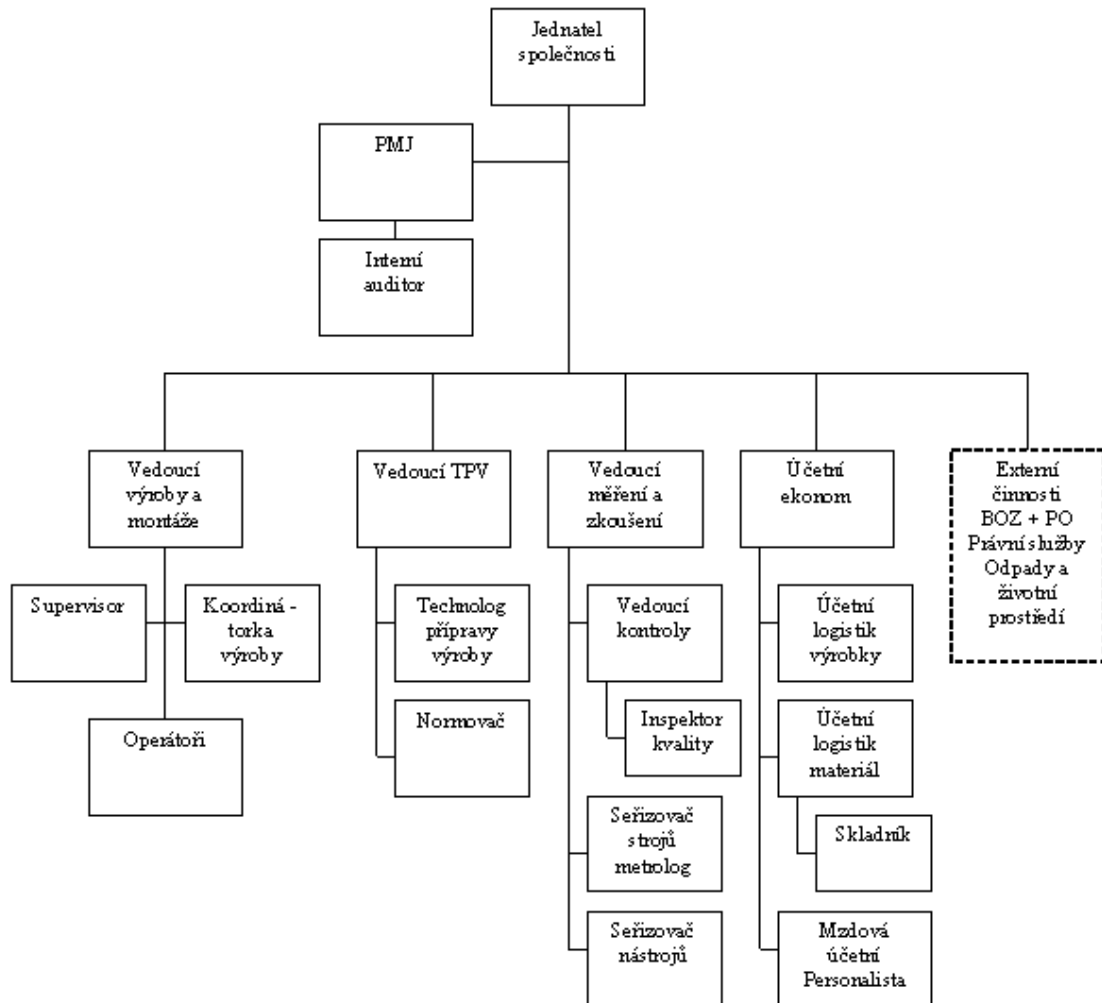 Jednatel
společnosti
PMJ
Interní
auditor
Vedoucí
výroby a
montáže
Vedoucí TPV
Vedoucí
měření a
zkoušení
Účetní
ekonom
Externí
činnosti
BOZ + PO
Právní služby
Odpady a
životní
prostředí
Supervisor
Koordiná -
torka
výroby
Operátoři
Technolog
přípravy
výroby
Normovač
Vedoucí
kontroly
Inspektor
kvality
Seřizovač
strojů
metrolog
Seřizovač
nástrojů
Účetní
logistik
výrobky
Účetní
logistik
materiál
Skladník
Mzdová
účetní
Personalista